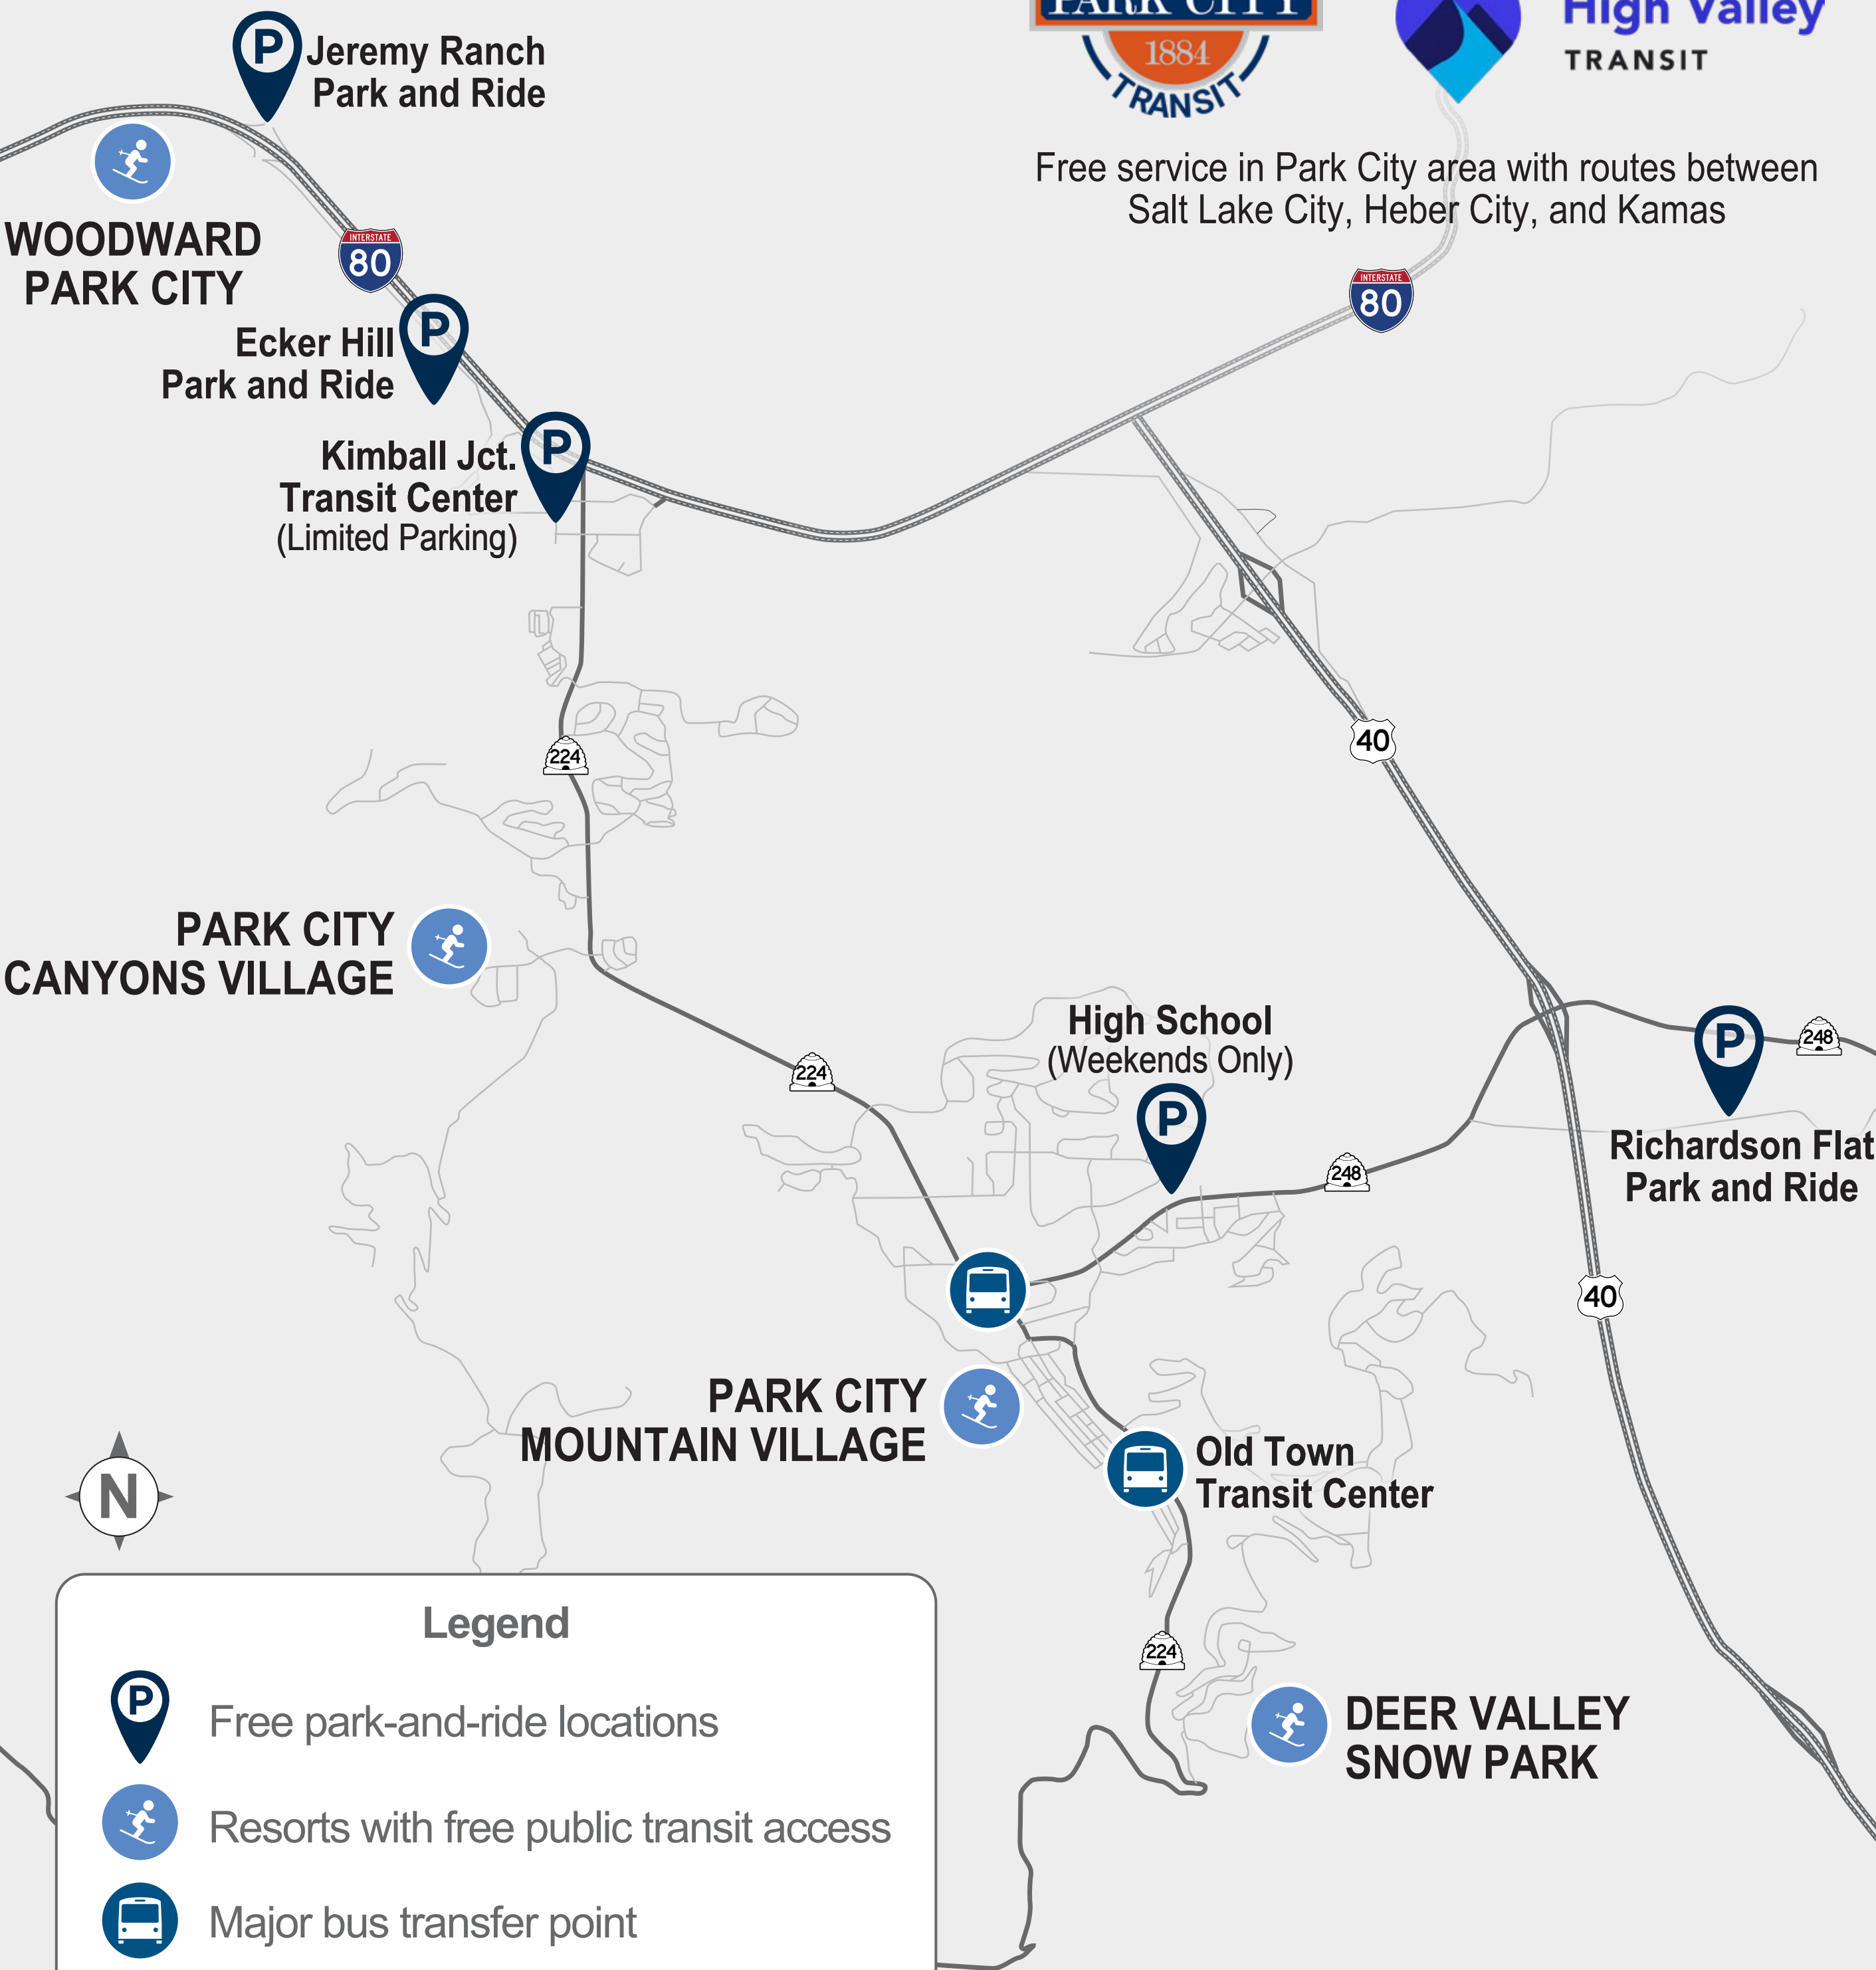 PARK CITY
1884
TRANSIT
High Valley
TRANSIT
Free service in Park City area with routes between
Salt Lake City, Heber City, and Kamas
P
Jeremy Ranch
Park and Ride
WOODWARD
PARK CITY
INTERSTATE
80
P
Ecker Hill
Park and Ride
INTERSTATE
80
P
Kimball Jct.
Transit Center
(Limited Parking)
224
40
PARK CITY
CANYONS VILLAGE
224
High School
(Weekends Only)
P
248
P
248
Richardson Flat
Park and Ride
40
PARK CITY
MOUNTAIN VILLAGE
Old Town
Transit Center
N
224
DEER VALLEY
SNOW PARK
Legend
P
Free park-and-ride locations
Resorts with free public transit access
Major bus transfer point